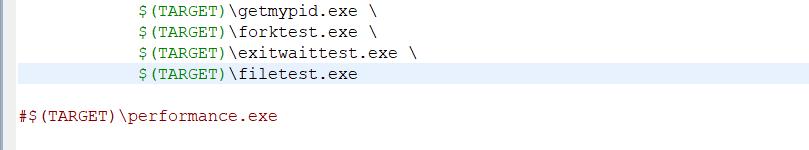 $(TARGET)\getmypid.exe \
$(TARGET)\forktest.exe \
$(TARGET)\exitwaittest.exe \
$(TARGET)\filetest.exe
#$(TARGET)\performance.exe